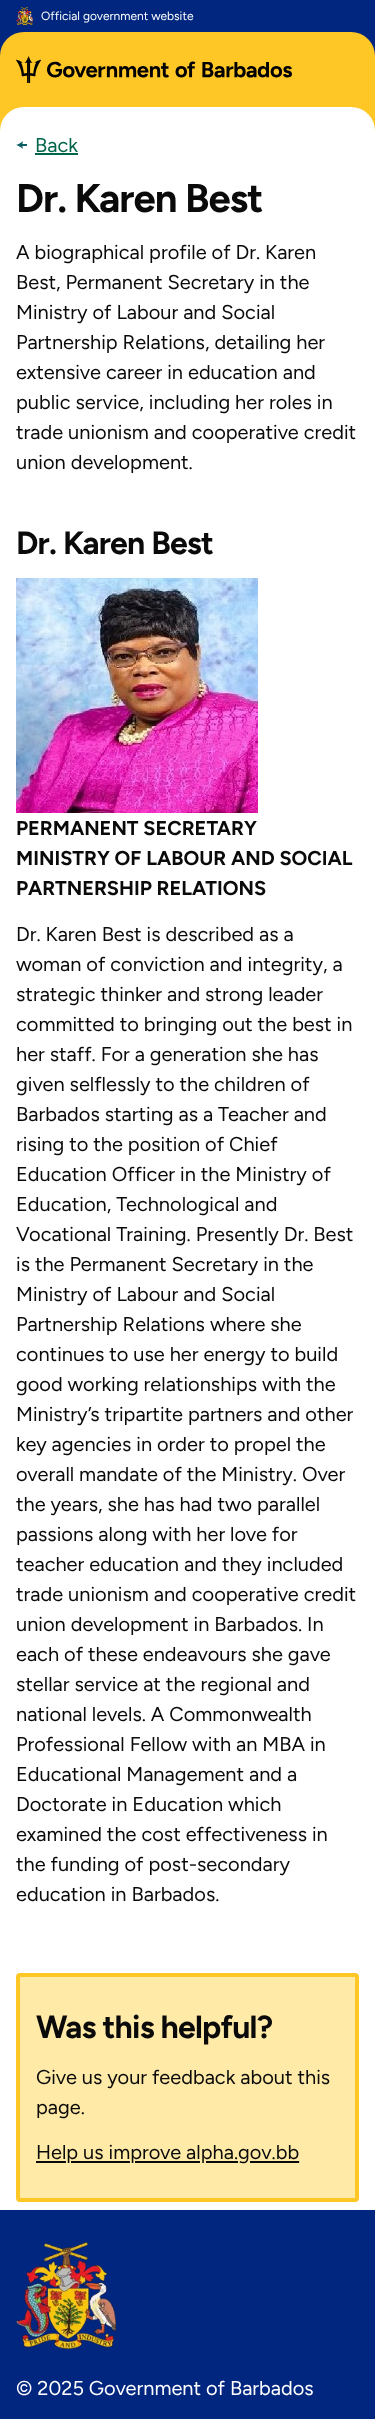 Official government website
Government of Barbados
Back
Dr. Karen Best
A biographical profile of Dr. Karen
Best, Permanent Secretary in the
Ministry of Labour and Social
Partnership Relations, detailing her
extensive career in education and
public service, including her roles in
trade unionism and cooperative credit
union development.
Dr. Karen Best
PERMANENT SECRETARY
MINISTRY OF LABOUR AND SOCIAL
PARTNERSHIP RELATIONS
Dr. Karen Best is described as a
woman of conviction and integrity, a
strategic thinker and strong leader
committed to bringing out the best in
her staff. For a generation she has
given selflessly to the children of
Barbados starting as a Teacher and
rising to the position of Chief
Education Officer in the Ministry of
Education, Technological and
Vocational Training. Presently Dr. Best
is the Permanent Secretary in the
Ministry of Labour and Social
Partnership Relations where she
continues to use her energy to build
good working relationships with the
Ministry’s tripartite partners and other
key agencies in order to propel the
overall mandate of the Ministry. Over
the years, she has had two parallel
passions along with her love for
teacher education and they included
trade unionism and cooperative credit
union development in Barbados. In
each of these endeavours she gave
stellar service at the regional and
national levels. A Commonwealth
Professional Fellow with an MBA in
Educational Management and a
Doctorate in Education which
examined the cost effectiveness in
the funding of post-secondary
education in Barbados.
Was this helpful?
Give us your feedback about this
page.
Help us improve alpha.gov.bb
PRIDE AND INDUSTRY
© 2025 Government of Barbados